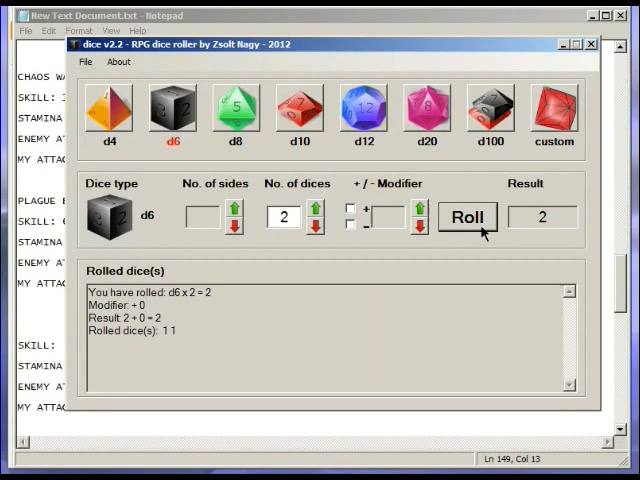 New Text Document.txt - Notepad
File Edit Format View Help
dice v2.2 - RPG dice roller by Zsolt Nagy - 2012
File About
d4 d6 d8 d10 d12 d20 d100 custom
Dice type No. of sides No. of dices + / - Modifier Result
d6 2 + - Roll 2
Rolled dice(s)
You have rolled: d6 x 2 = 2
Modifier: + 0
Result: 2 + 0 = 2
Rolled dice(s): 1 1
CHAOS WA
SKILL:
STAMINA
ENEMY AT
MY ATTAC
PLAGUE B
SKILL: 6
STAMINA
ENEMY AT
MY ATTAC
SKILL:
STAMINA
ENEMY AT
MY ATTAC
Ln 149, Col 13